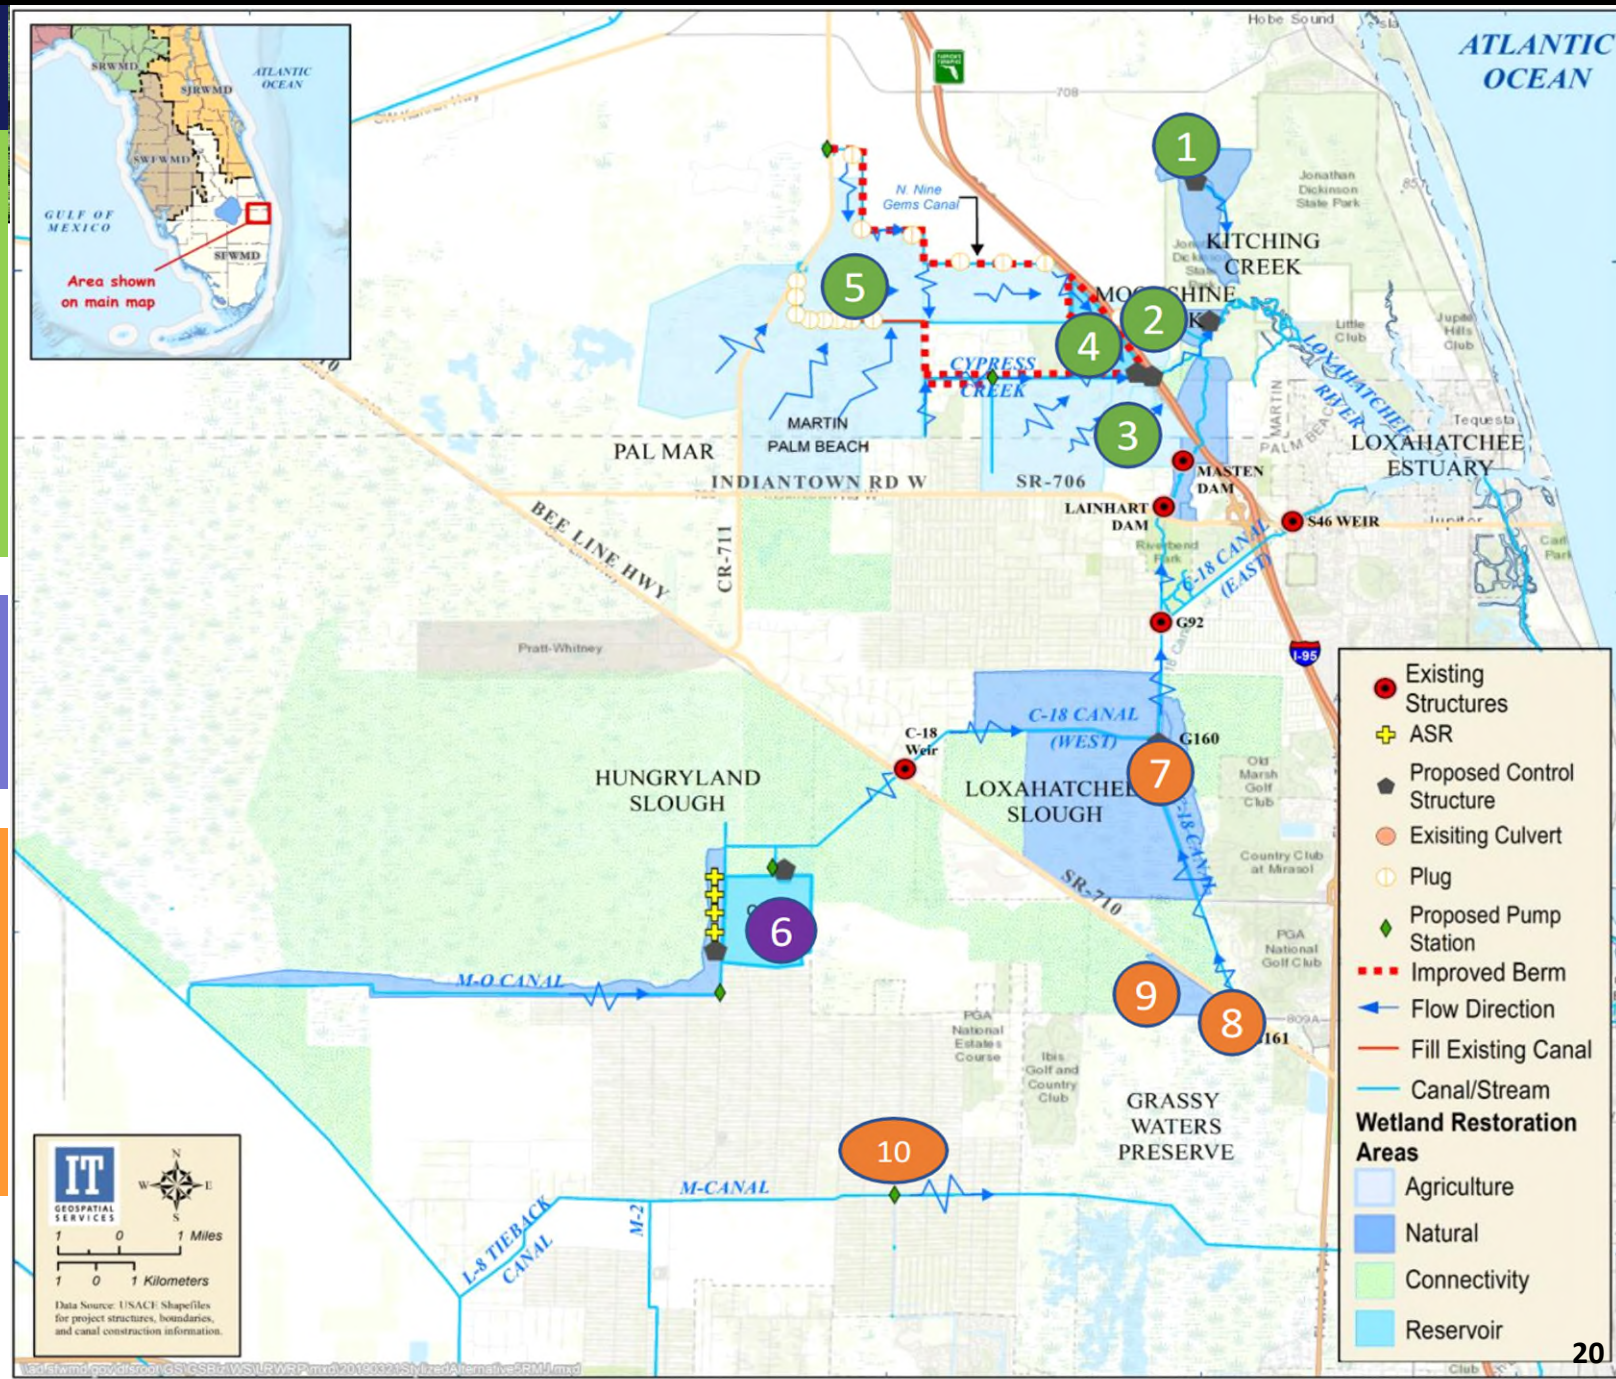 SRWMD
SJRWMD
ATLANTIC
OCEAN
SWFWMD
GULF OF
MEXICO
SFWMD
Area shown
on main map
Hobe Sound
ATLANTIC
OCEAN
708
1
N. Nine
Gems Canal
Jonathan
Dickinson
State Park
KITCHING
CREEK
5
2
4
CYPRESS
CREEK
Little
Club
Jupiter
Hills
Club
LOXAHATCHEE
RIVER
MARTIN
PALM BEACH
MARTIN
PALM BEACH
3
Tequesta
PAL MAR
LOXAHATCHEE
ESTUARY
MASTEN
DAM
INDIANTOWN RD W
SR-706
LAINHART
DAM
S46 WEIR
Jupiter
BEE LINE HWY
CR-711
Riverbend
Park
C-18 CANAL
(EAST)
G92
Pratt-Whitney
I-95
C-18 CANAL
(WEST)
G160
C-18
Weir
7
HUNGRYLAND
SLOUGH
LOXAHATCHEE
SLOUGH
C-18 CANAL
Old
Marsh
Golf
Club
Country Club
at Mirasol
SR-710
6
PGA
National
Golf Club
M-O CANAL
9
8
809A
161
PGA
National
Estates
Course
Ibis
Golf and
Country
Club
GRASSY
WATERS
PRESERVE
10
M-CANAL
M-2
L-8 TIEBACK
CANAL
Existing
Structures
ASR
Proposed Control
Structure
Exisiting Culvert
Plug
Proposed Pump
Station
Improved Berm
Flow Direction
Fill Existing Canal
Canal/Stream
Wetland Restoration
Areas
Agriculture
Natural
Connectivity
Reservoir
IT
GEOSPATIAL
SERVICES
N
W E
S
1 0 1 Miles
1 0 1 Kilometers
Data Source: USACE Shapefiles
for project structures, boundaries,
and canal construction information.
Club
20